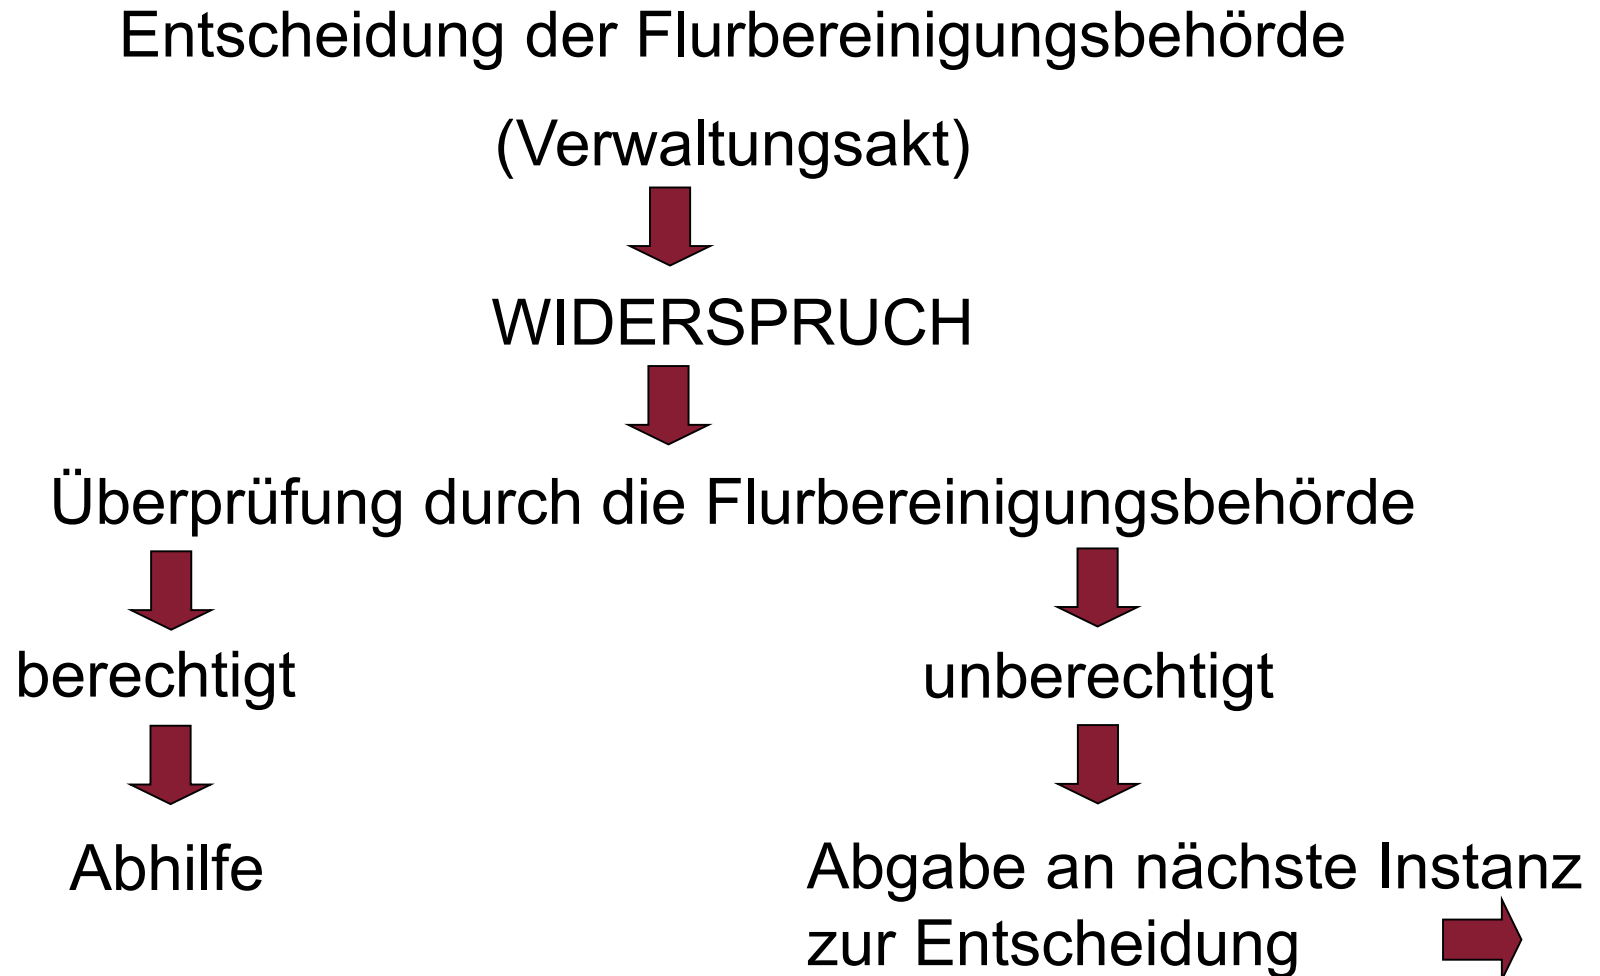 Entscheidung der Flurbereinigungsbehörde
(Verwaltungsakt)
WIDERSPRUCH
Überprüfung durch die Flurbereinigungsbehörde
berechtigt
unberechtigt
Abhilfe
Abgabe an nächste Instanz
zur Entscheidung